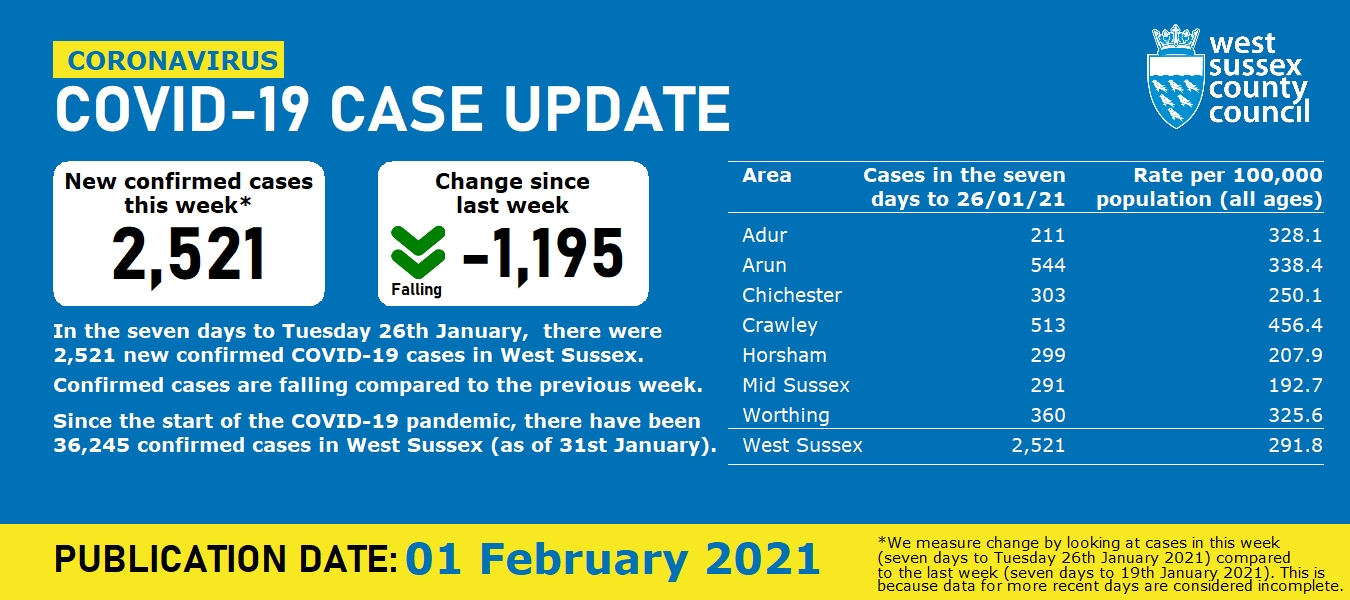 CORONAVIRUS
COVID-19 CASE UPDATE
west
sussex
county
council
New confirmed cases
this week*
2,521
Change since
last week
-1,195
Falling
In the seven days to Tuesday 26th January, there were
2,521 new confirmed COVID-19 cases in West Sussex.
Confirmed cases are falling compared to the previous week.
Since the start of the COVID-19 pandemic, there have been
36,245 confirmed cases in West Sussex (as of 31st January).
Area Cases in the seven Rate per 100,000
days to 26/01/21 population (all ages)
Adur 211 328.1
Arun 544 338.4
Chichester 303 250.1
Crawley 513 456.4
Horsham 299 207.9
Mid Sussex 291 192.7
Worthing 360 325.6
West Sussex 2,521 291.8
PUBLICATION DATE: 01 February 2021
*We measure change by looking at cases in this week
(seven days to Tuesday 26th January 2021) compared
to the last week (seven days to 19th January 2021). This is
because data for more recent days are considered incomplete.